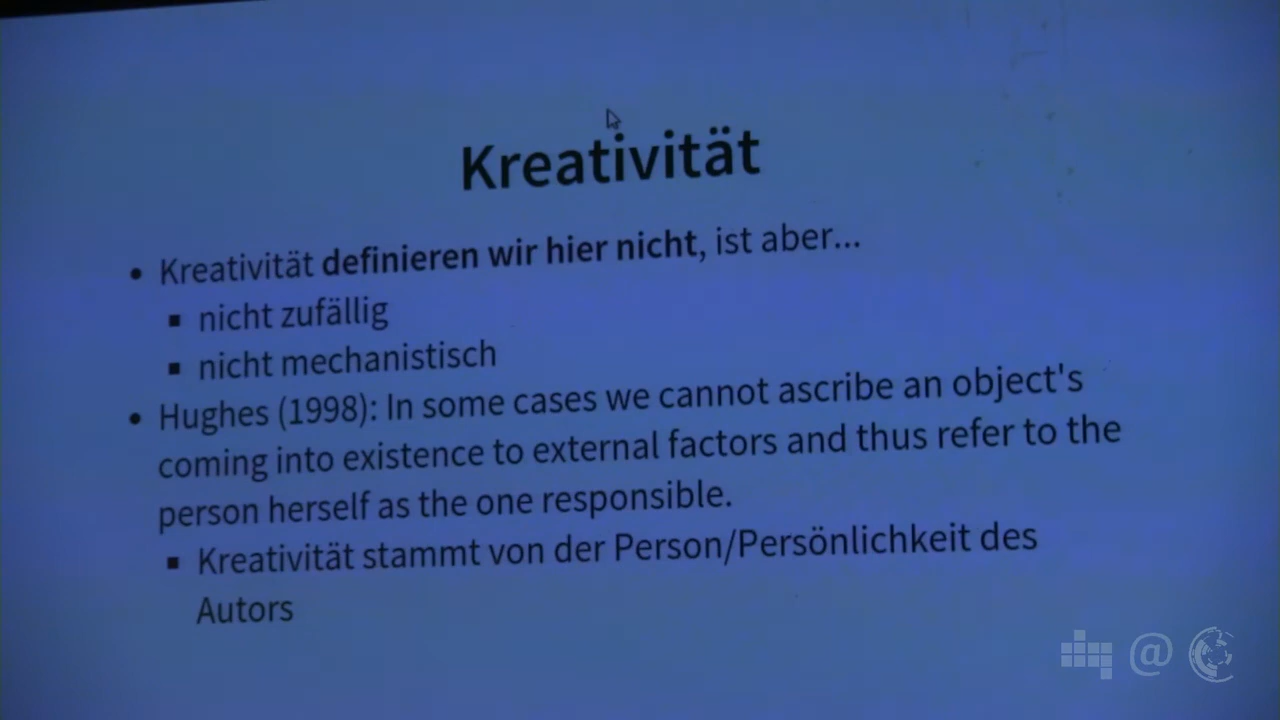 Kreativität
• Kreativität definieren wir hier nicht, ist aber...
▪ nicht zufällig
▪ nicht mechanistisch
• Hughes (1998): In some cases we cannot ascribe an object's
coming into existence to external factors and thus refer to the
person herself as the one responsible.
▪ Kreativität stammt von der Person/Persönlichkeit des
Autors
@